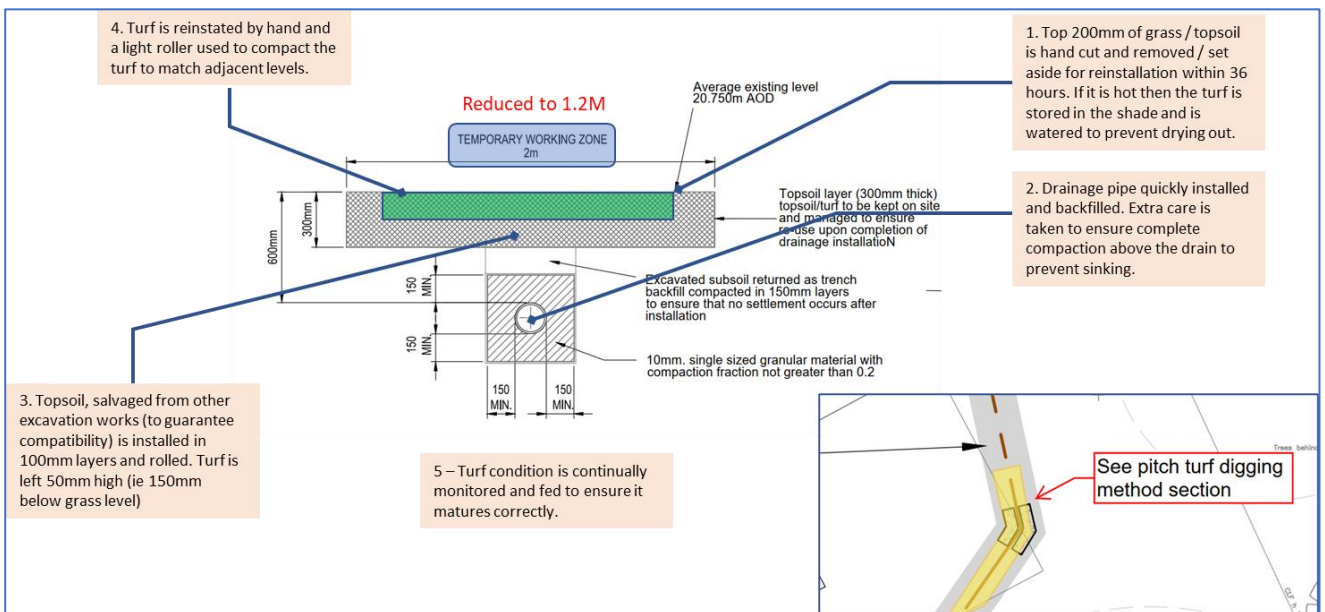 4. Turf is reinstated by hand and
a light roller used to compact the
turf to match adjacent levels.
1. Top 200mm of grass / topsoil
is hand cut and removed / set
aside for reinstallation within 36
hours. If it is hot then the turf is
stored in the shade and is
watered to prevent drying out.
Average existing level
20.750m AOD
Reduced to 1.2M
TEMPORARY WORKING ZONE
2m
Topsoil layer (300mm thick)
topsoil/turf to be kept on site
and managed to ensure
re-use upon completion of
drainage installatioN
2. Drainage pipe quickly installed
and backfilled. Extra care is
taken to ensure complete
compaction above the drain to
prevent sinking.
600mm
300mm
150
MIN.
150
MIN.
Excavated subsoil returned as trench
backfill compacted in 150mm layers
to ensure that no settlement occurs after
installation
10mm. single sized granular material with
compaction fraction not greater than 0.2
150
MIN.
150
MIN.
3. Topsoil, salvaged from other
excavation works (to guarantee
compatibility) is installed in
100mm layers and rolled. Turf is
left 50mm high (ie 150mm
below grass level)
5 – Turf condition is continually
monitored and fed to ensure it
matures correctly.
Trees behind
See pitch turf digging
method section